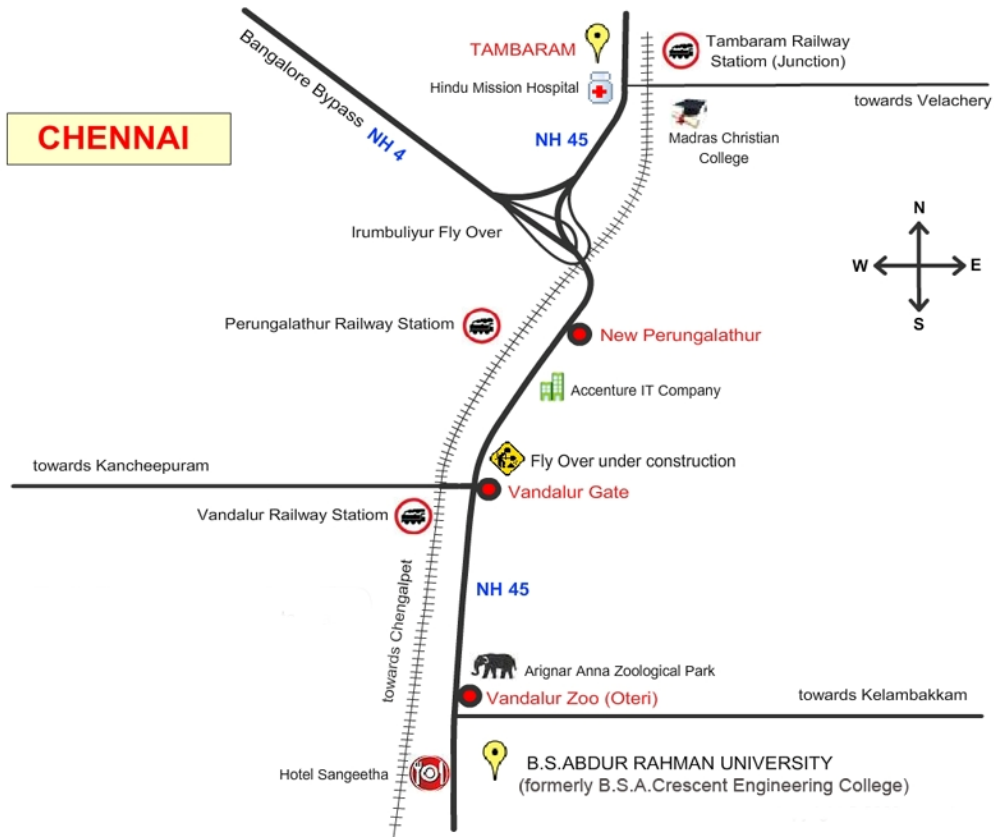 TAMBARAM
Tambaram Railway
Statiom (Junction)
Hindu Mission Hospital
towards Velachery
Bangalore Bypass
NH 4
CHENNAI
NH 45
Madras Christian
College
Irumbuliyur Fly Over
N
W
E
S
Perungalathur Railway Statiom
New Perungalathur
Accenture IT Company
towards Kancheepuram
Fly Over under construction
Vandalur Gate
Vandalur Railway Statiom
NH 45
towards Chengalpet
Arignar Anna Zoological Park
Vandalur Zoo (Oteri)
towards Kelambakkam
Hotel Sangeetha
B.S.ABDUR RAHMAN UNIVERSITY
(formerly B.S.A.Crescent Engineering College)